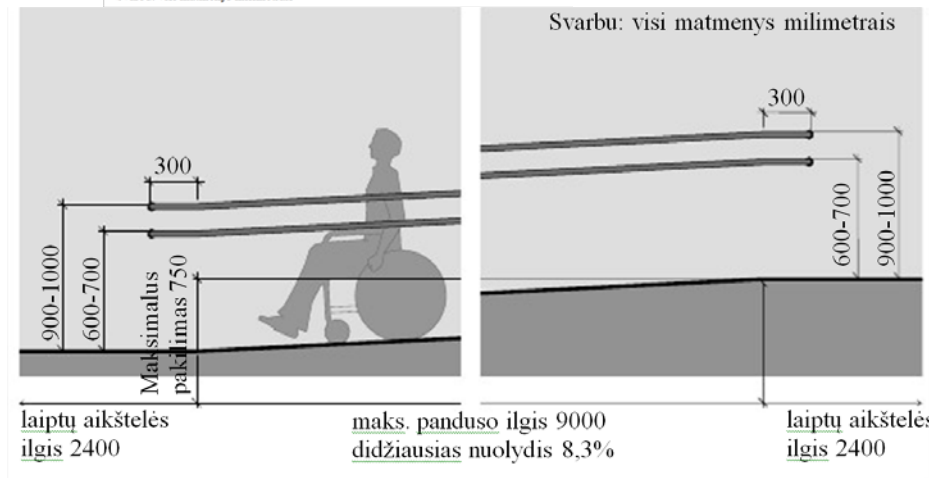 Svarbu: visi matmenys milimetrais
300
300
900-1000
600-700
Maksimalus
pakilimas 750
600-700
900-1000
laiptų aikštelės
ilgis 2400
maks. panduso ilgis 9000
didžiausias nuolydis 8,3%
laiptų aikštelės
ilgis 2400